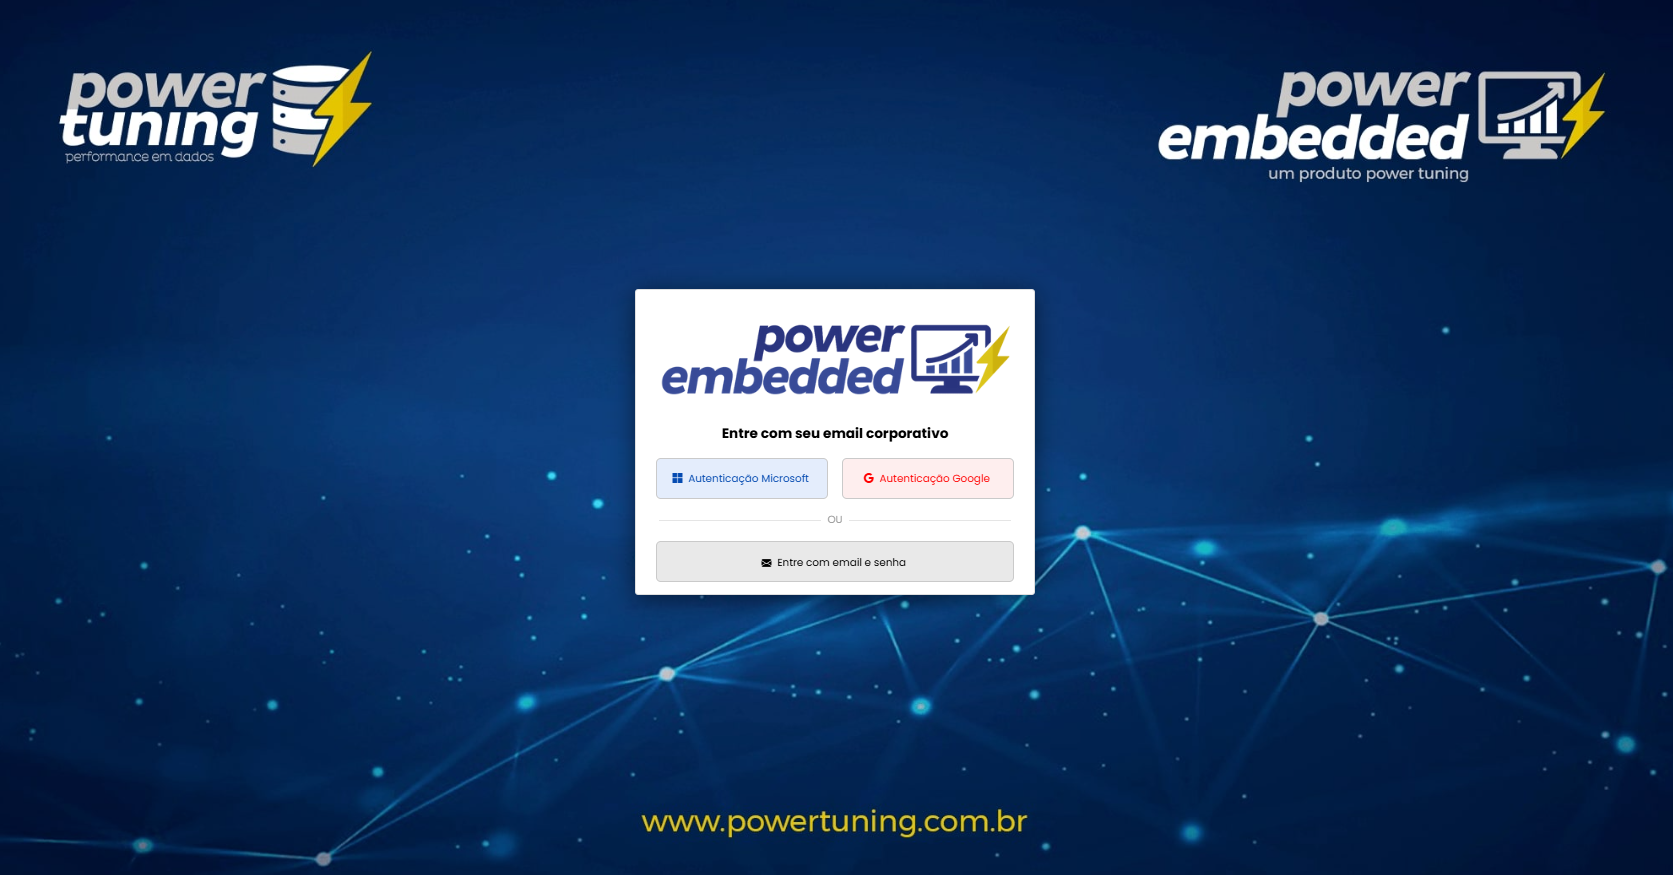 power
tuning
performance em dados
power
embedded
um produto power tuning
power
embedded
Entre com seu email corporativo
Autenticação Microsoft
Autenticação Google
OU
Entre com email e senha
www.powertuning.com.br